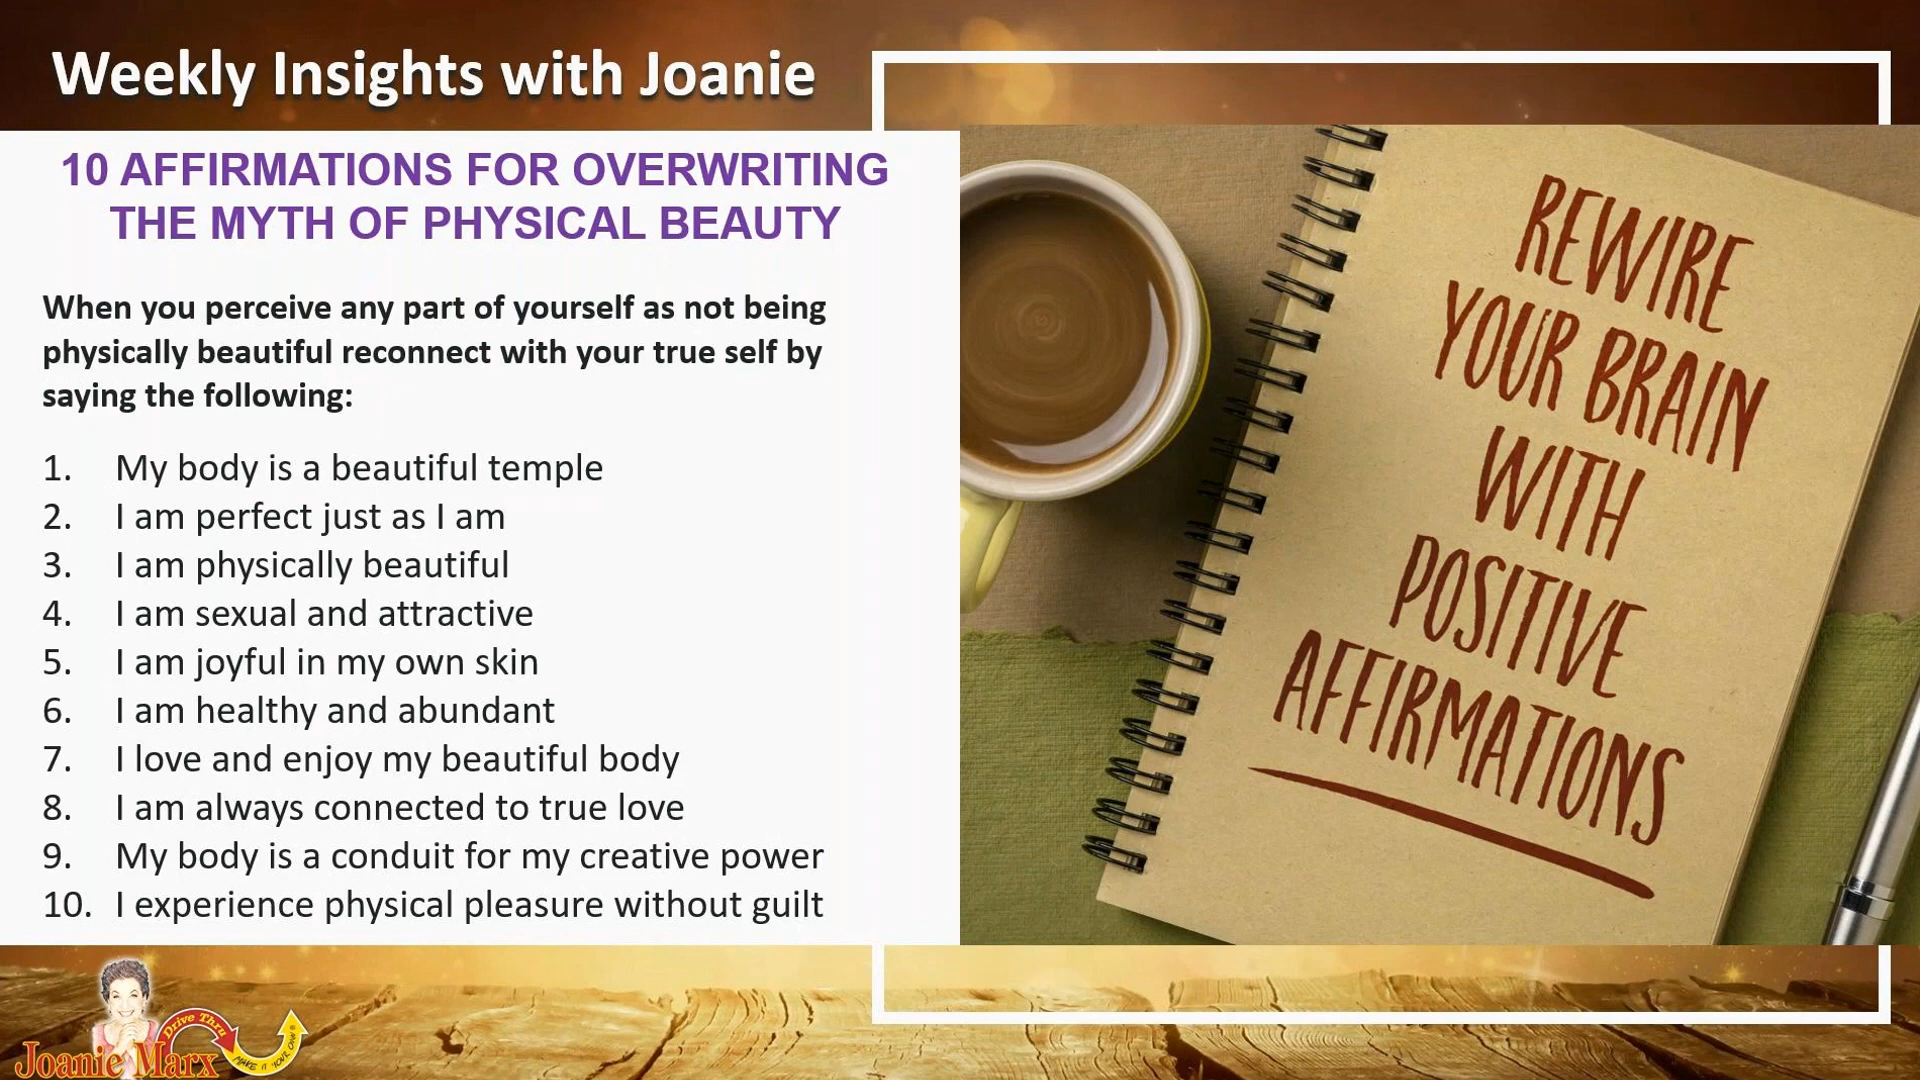 Weekly Insights with Joanie
10 AFFIRMATIONS FOR OVERWRITING
THE MYTH OF PHYSICAL BEAUTY
When you perceive any part of yourself as not being
physically beautiful reconnect with your true self by
saying the following:
1. My body is a beautiful temple
2. I am perfect just as I am
3. I am physically beautiful
4. I am sexual and attractive
5. I am joyful in my own skin
6. I am healthy and abundant
7. I love and enjoy my beautiful body
8. I am always connected to true love
9. My body is a conduit for my creative power
10. I experience physical pleasure without guilt
REWIRE
YOUR BRAIN
WITH
POSITIVE
AFFIRMATIONS
Drive Thru
MAKE IT YOUR OWN
Joanie Marx